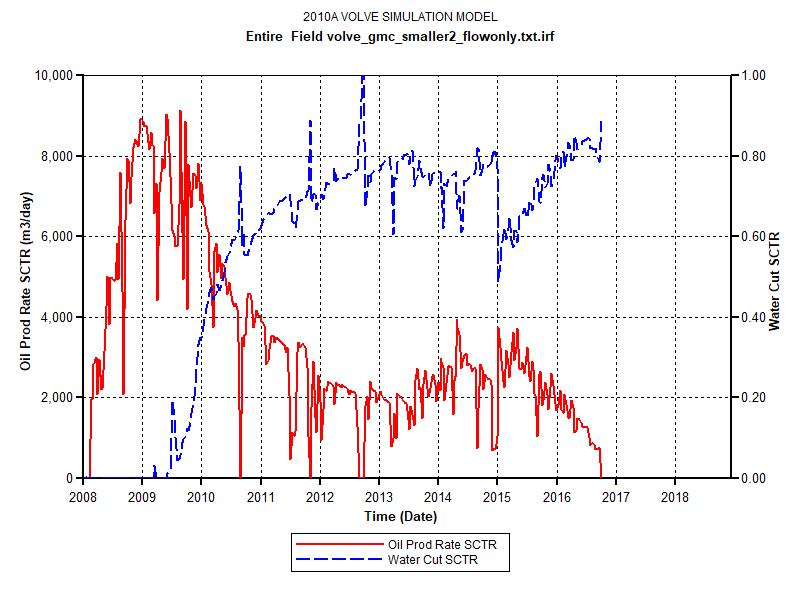 2010A VOLVE SIMULATION MODEL
Entire  Field volve_gmc_smaller2_flowonly.txt.irf
Oil Prod Rate SCTR (m3/day)
10,000
8,000
6,000
4,000
2,000
0
1.00
0.80
0.60
0.40
0.20
0.00
Water Cut SCTR
2008 2009 2010 2011 2012 2013 2014 2015 2016 2017 2018
Time (Date)
Oil Prod Rate SCTR
Water Cut SCTR